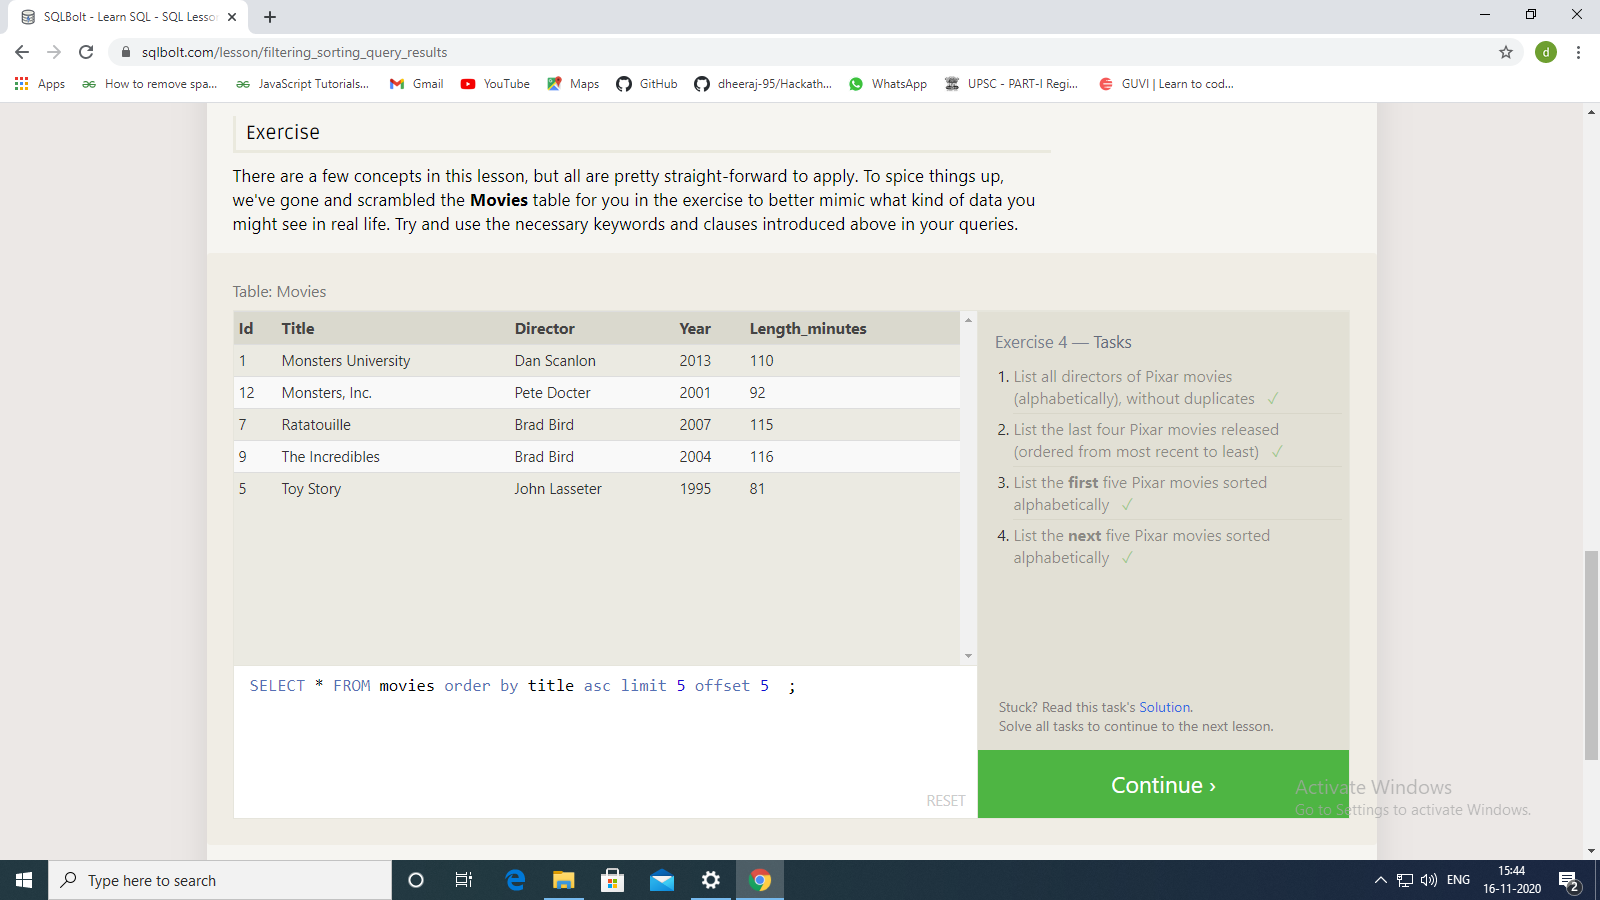 SQLBolt - Learn SQL - SQL Lesso
sqlbolt.com/lesson/filtering_sorting_query_results
d
Apps How to remove spa... JavaScript Tutorials... Gmail YouTube Maps GitHub dheeraj-95/Hackath... WhatsApp UPSC - PART-I Regi... GUVI | Learn to cod...
Exercise
There are a few concepts in this lesson, but all are pretty straight-forward to apply. To spice things up,
we've gone and scrambled the Movies table for you in the exercise to better mimic what kind of data you
might see in real life. Try and use the necessary keywords and clauses introduced above in your queries.
Table: Movies
Id Title Director Year Length_minutes
1 Monsters University Dan Scanlon 2013 110
12 Monsters, Inc. Pete Docter 2001 92
7 Ratatouille Brad Bird 2007 115
9 The Incredibles Brad Bird 2004 116
5 Toy Story John Lasseter 1995 81
SELECT * FROM movies order by title asc limit 5 offset 5 ;
RESET
Exercise 4 — Tasks
1. List all directors of Pixar movies
(alphabetically), without duplicates ✓
2. List the last four Pixar movies released
(ordered from most recent to least) ✓
3. List the first five Pixar movies sorted
alphabetically ✓
4. List the next five Pixar movies sorted
alphabetically ✓
Stuck? Read this task's Solution.
Solve all tasks to continue to the next lesson.
Continue ›
Activate Windows
Go to Settings to activate Windows.
Type here to search
ENG
15:44
16-11-2020
2